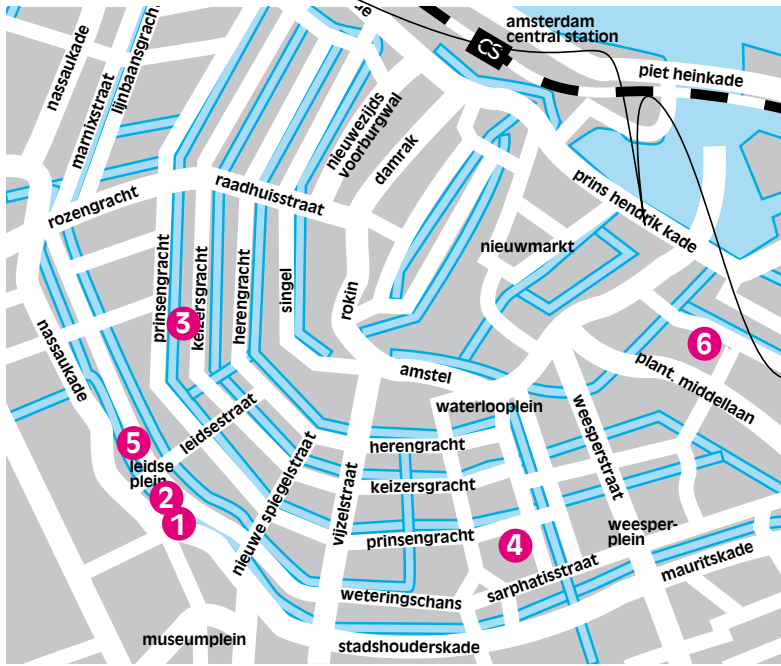 amsterdam
central station
CS
de
piet heinkade
nassaukade
marnixstraat
lijnbaansgracht
nieuwezijds
voorburgwal
damrak
prins hendrik kade
rozengracht
raadhuisstraat
nieuwmarkt
prinsengracht
keizersgracht
herengracht
singel
rokin
3
6
nassaukade
amstel
plant. middellaan
waterlooplein
leidsestraat
weesperstraat
5
leidse
plein
herengracht
keizersgracht
2
1
nieuwe spiegelstraat
vijzelstraat
prinsengracht
4
weesper-
plein
sarphatisstraat
mauritskade
weteringschans
museumplein
stadshouderskade